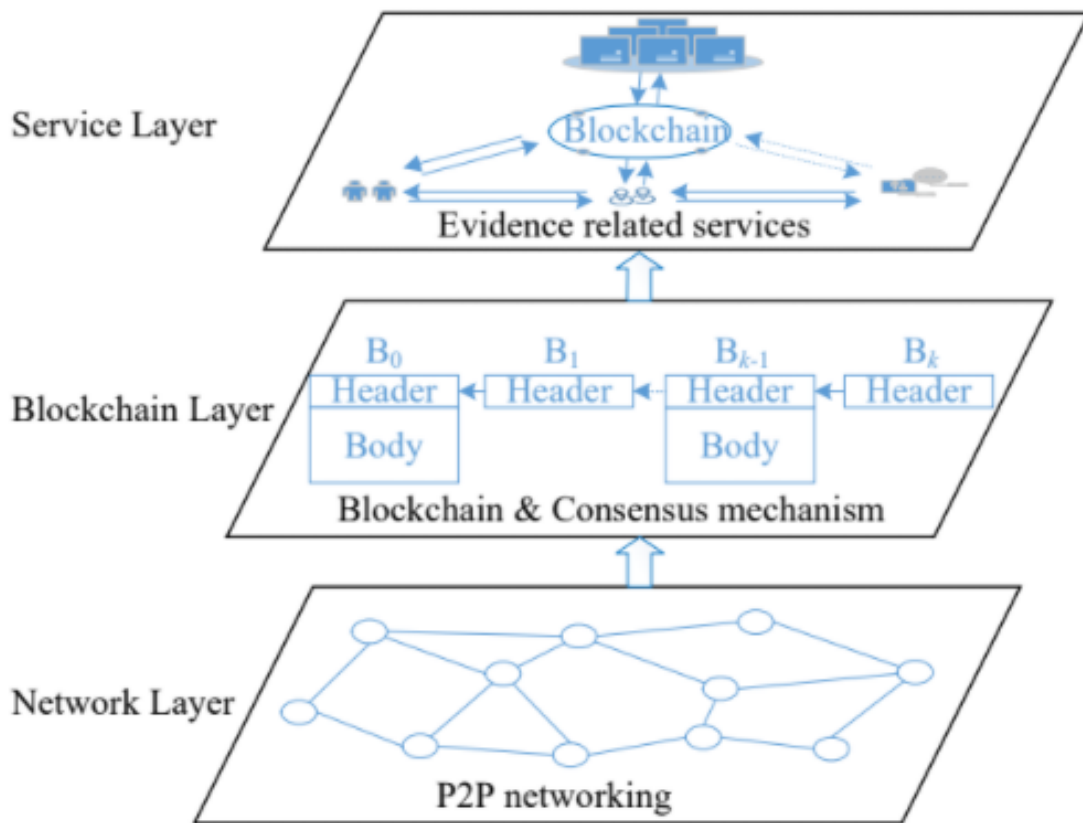 Service Layer
Blockchain
Evidence related services
Blockchain Layer
B0 B1 Bk-1 Bk
Header Header Header Header
Body Body
Blockchain & Consensus mechanism
Network Layer
P2P networking